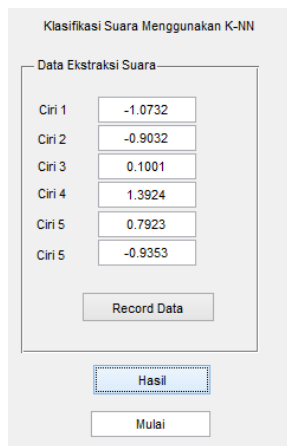 Klasifikasi Suara Menggunakan K-NN
Data Ekstraksi Suara
Ciri 1 -1.0732
Ciri 2 -0.9032
Ciri 3 0.1001
Ciri 4 1.3924
Ciri 5 0.7923
Ciri 5 -0.9353
Record Data
Hasil
Mulai